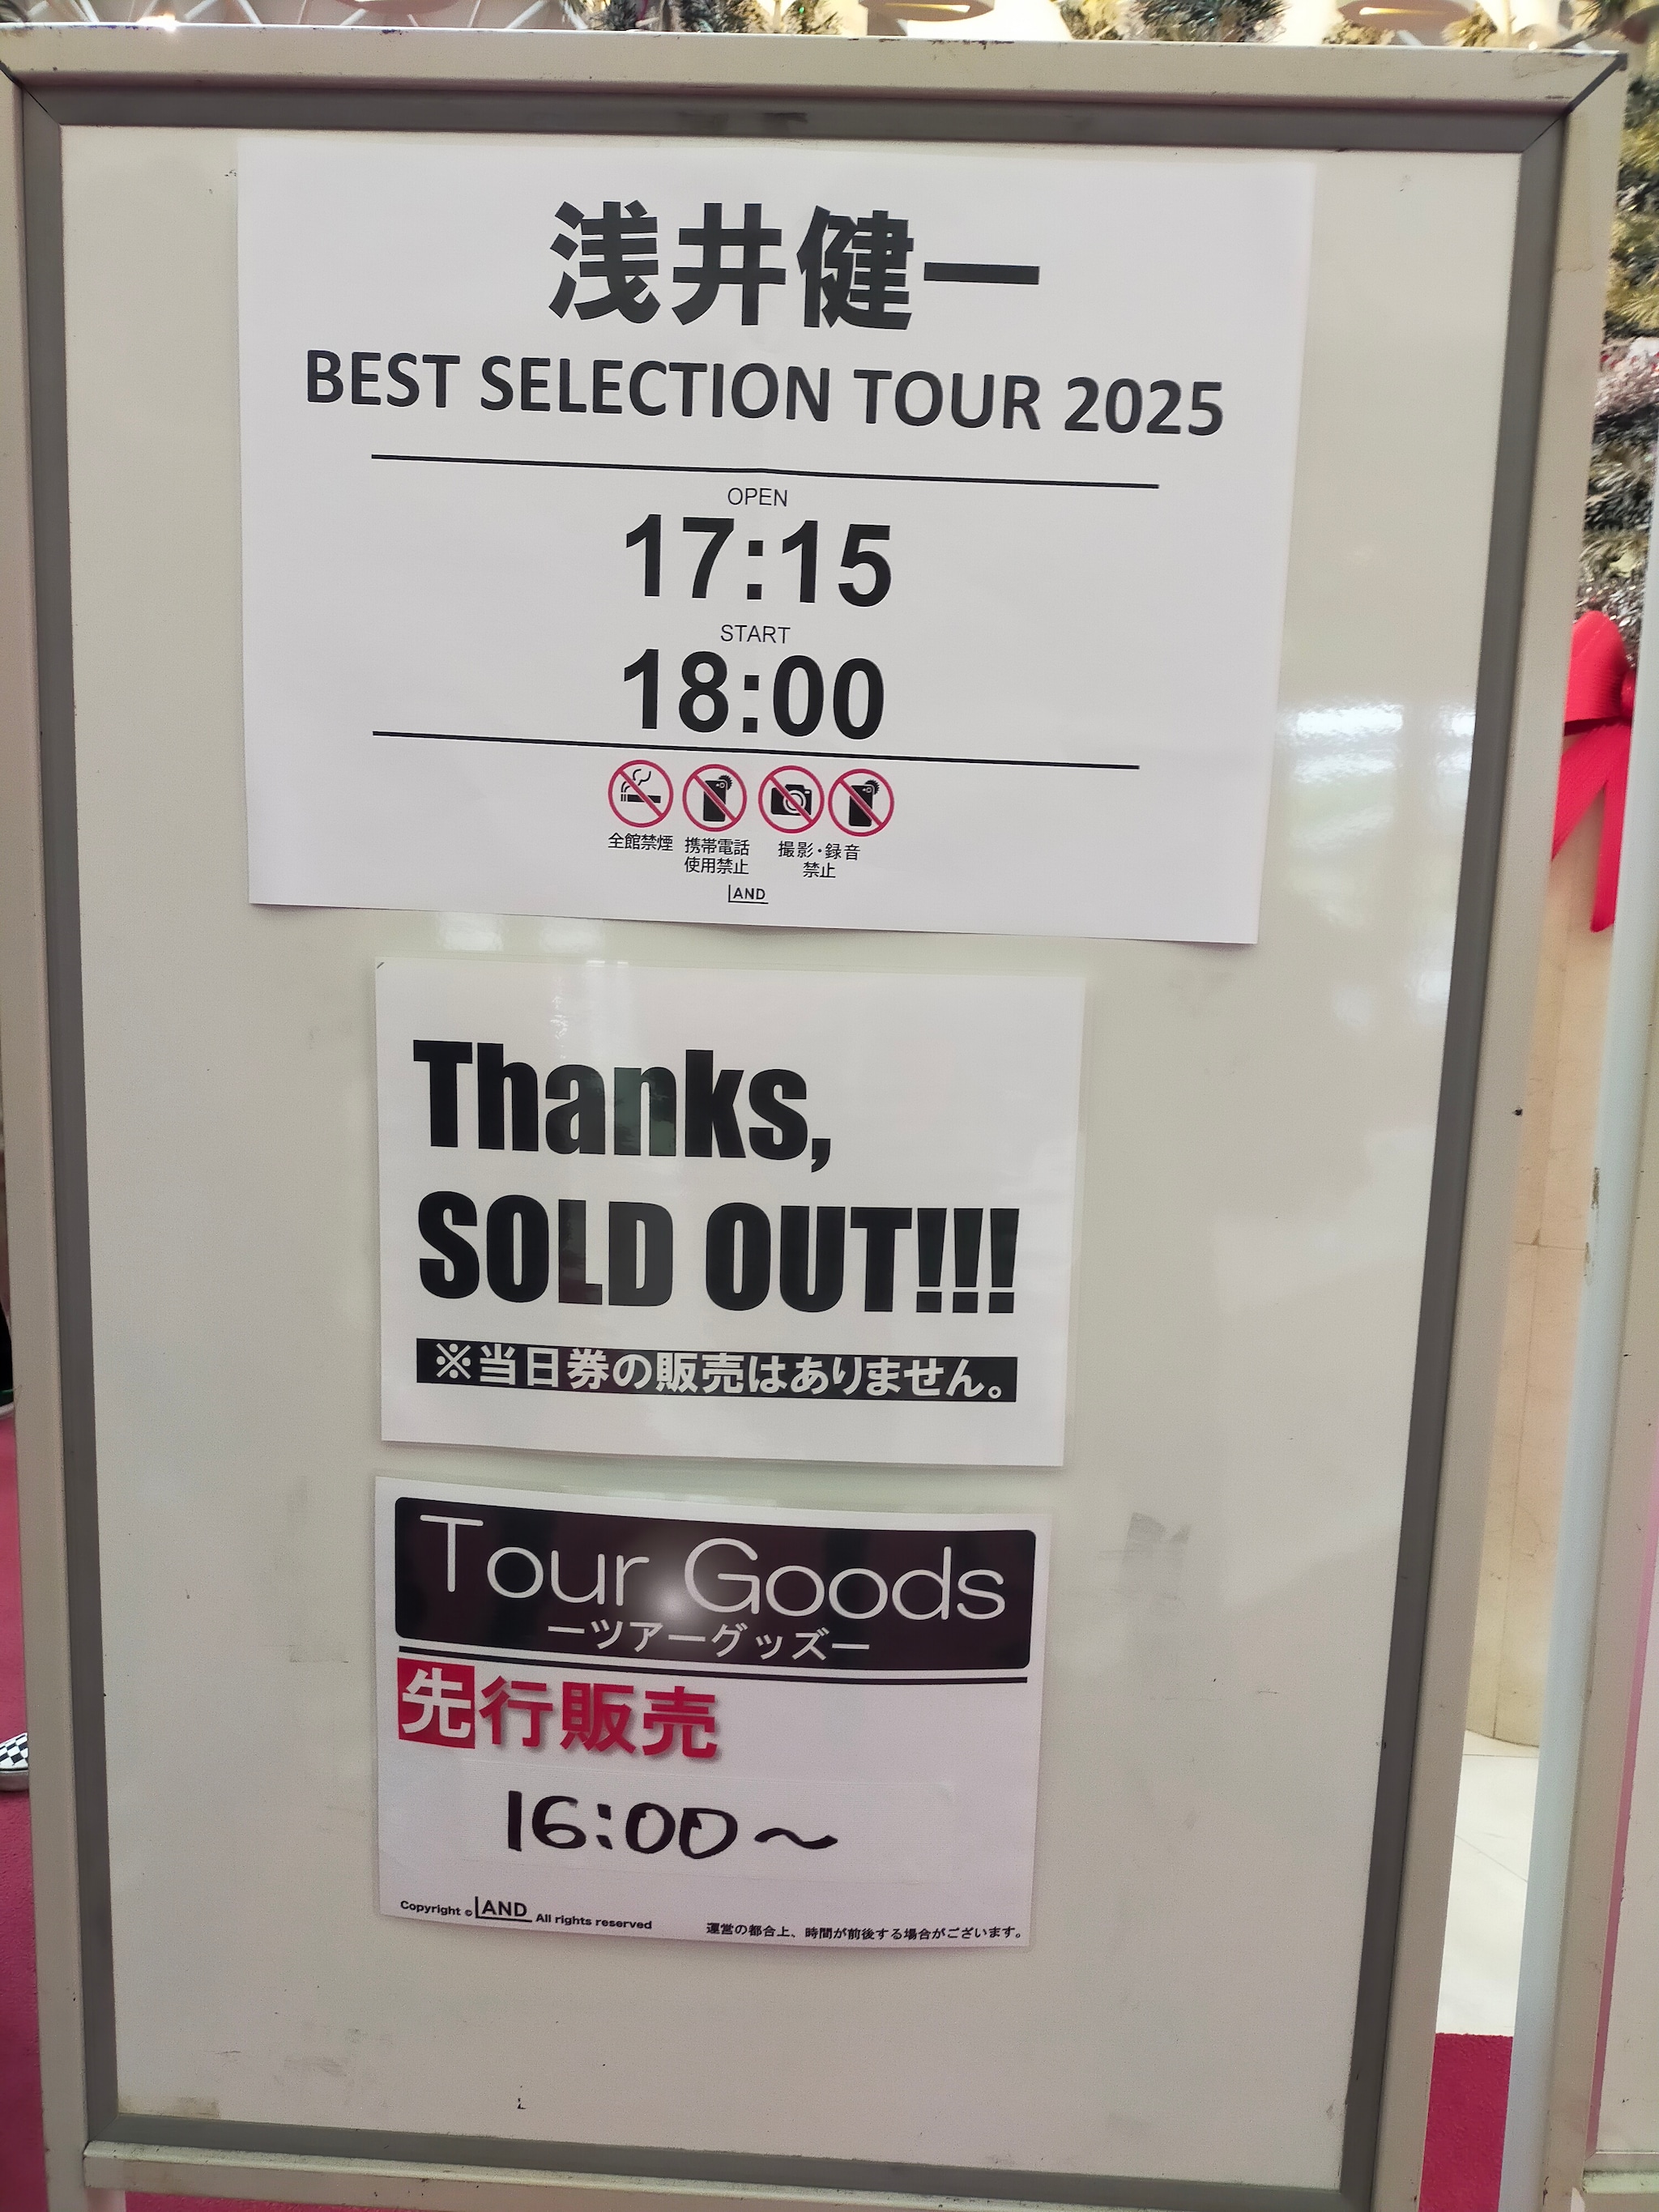 浅井健一
BEST SELECTION TOUR 2025
OPEN
17:15
START
18:00
全館禁煙
携帯電話
使用禁止
撮影・録音
禁止
LAND
Thanks,
SOLD OUT!!!
※当日券の販売はありません。
Tour Goods
ーツアーグッズー
先行販売
16:00～
Copyright © LAND All rights reserved
運営の都合上、時間が前後する場合がございます。